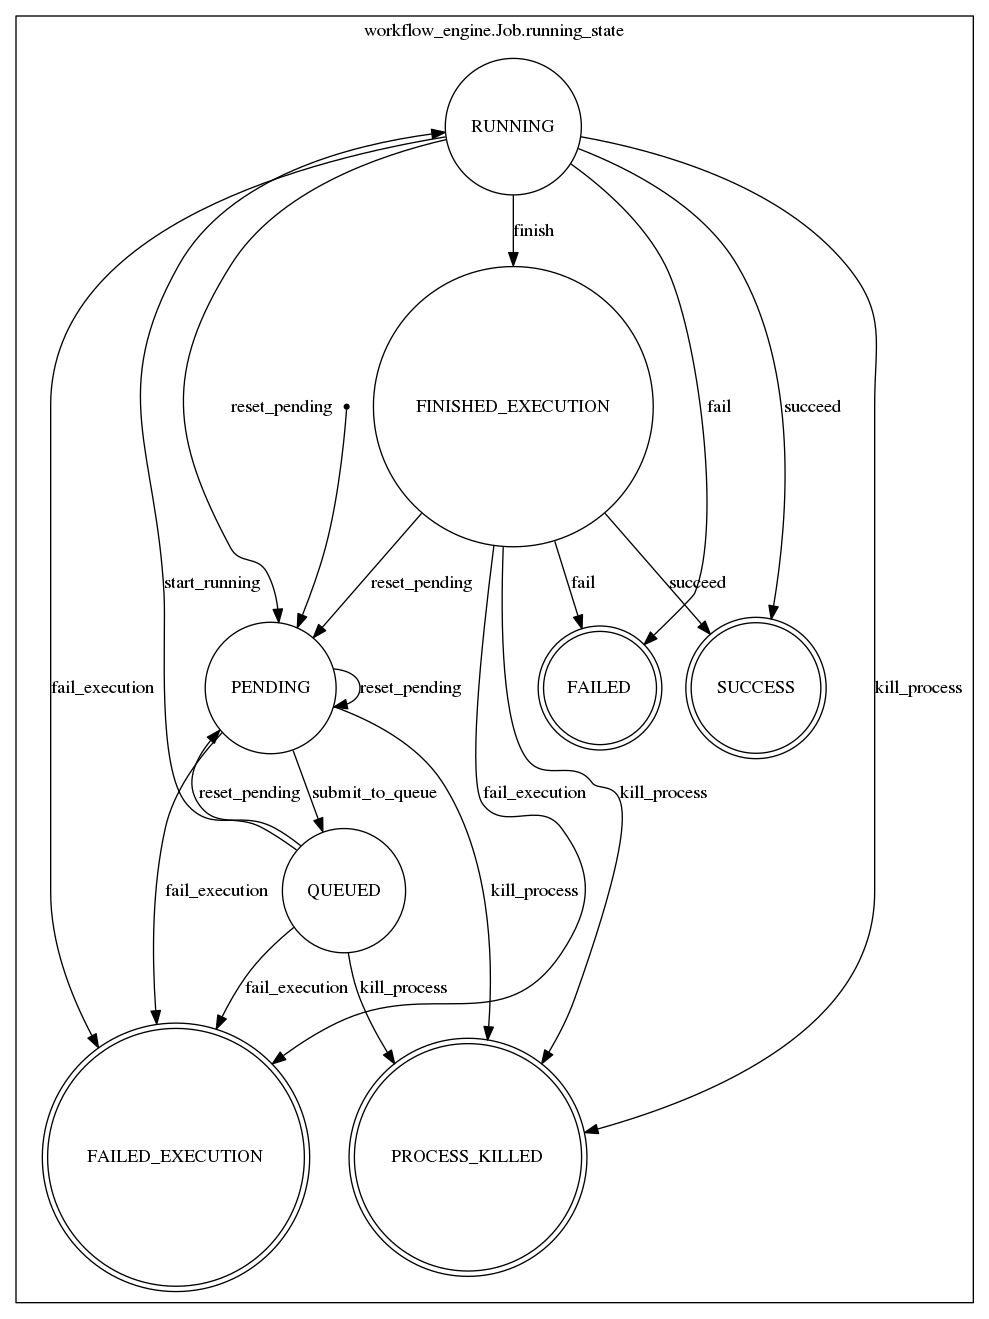 workflow_engine.Job.running_state
RUNNING
finish
reset_pending
FINISHED_EXECUTION
fail
succeed
start_running
reset_pending
fail
succeed
fail_execution
PENDING
reset_pending
FAILED
SUCCESS
kill_process
reset_pending
submit_to_queue
fail_execution
kill_process
fail_execution
QUEUED
kill_process
fail_execution
kill_process
FAILED_EXECUTION
PROCESS_KILLED